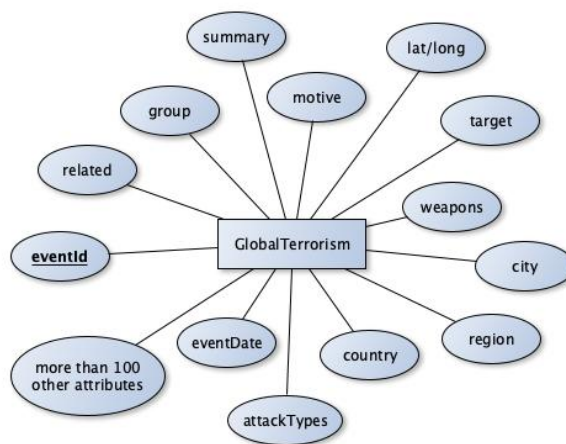 summary
lat/long
motive
group
target
related
weapons
GlobalTerrorism
eventId
city
region
eventDate
country
more than 100
other attributes
attackTypes